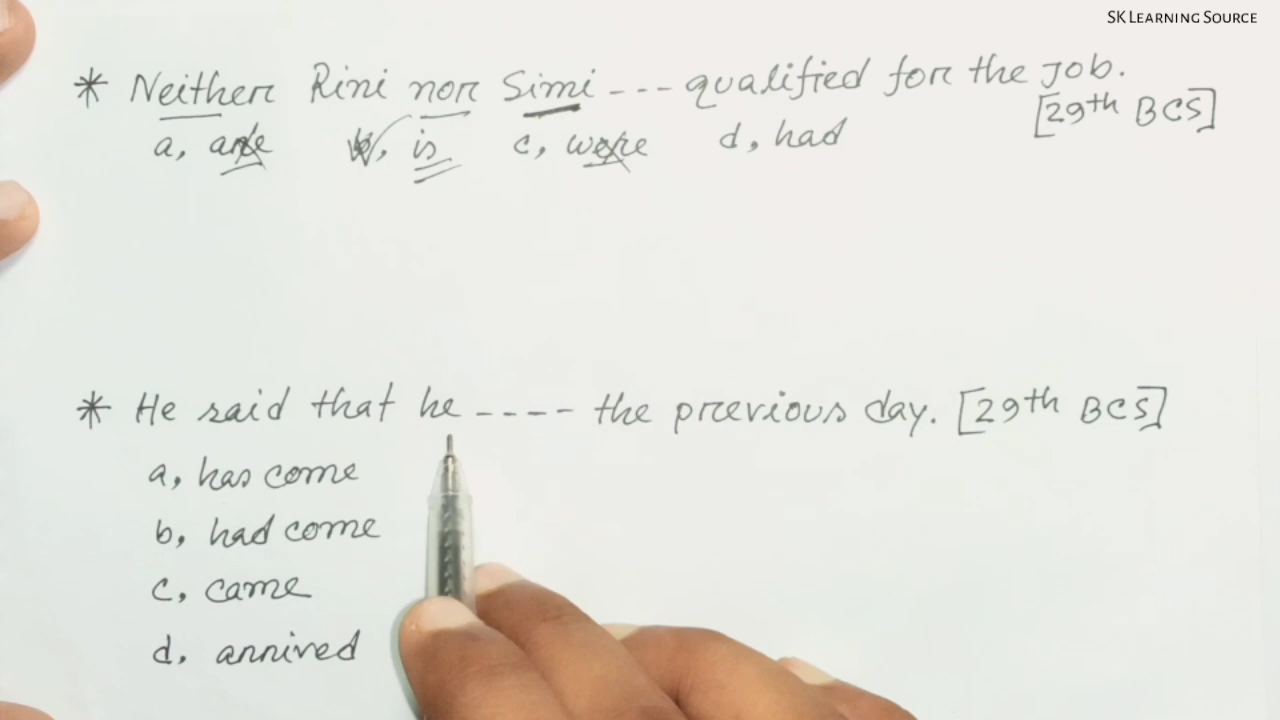 SK LEARNING SOURCE
* Neither Rini nor Simi --- qualified for the job.
[29th BCS]
a, are b, is c, were d, had
* He said that he ---- the previous day. [29th BCS]
a, has come
b, had come
c, came
d, arrived